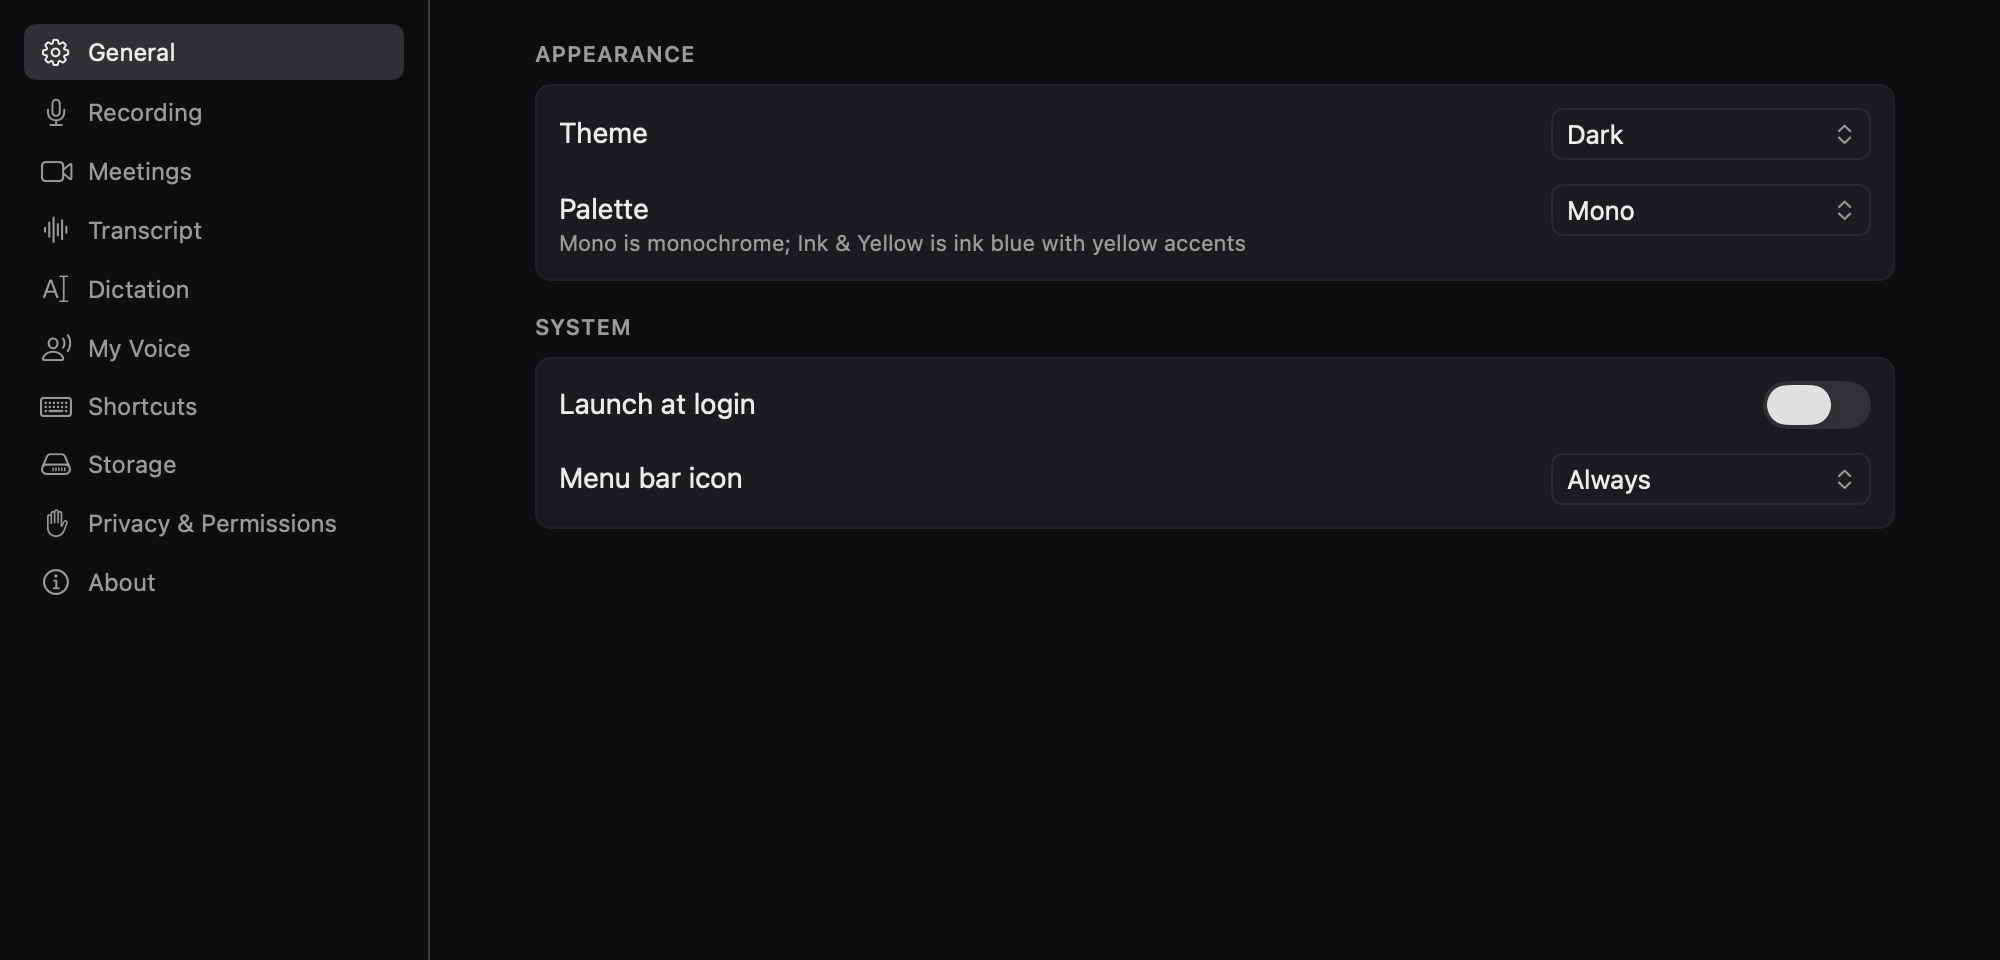 General
Recording
Meetings
Transcript
Dictation
My Voice
Shortcuts
Storage
Privacy & Permissions
About
APPEARANCE
Theme
Dark
Palette
Mono
Mono is monochrome; Ink & Yellow is ink blue with yellow accents
SYSTEM
Launch at login
Menu bar icon
Always